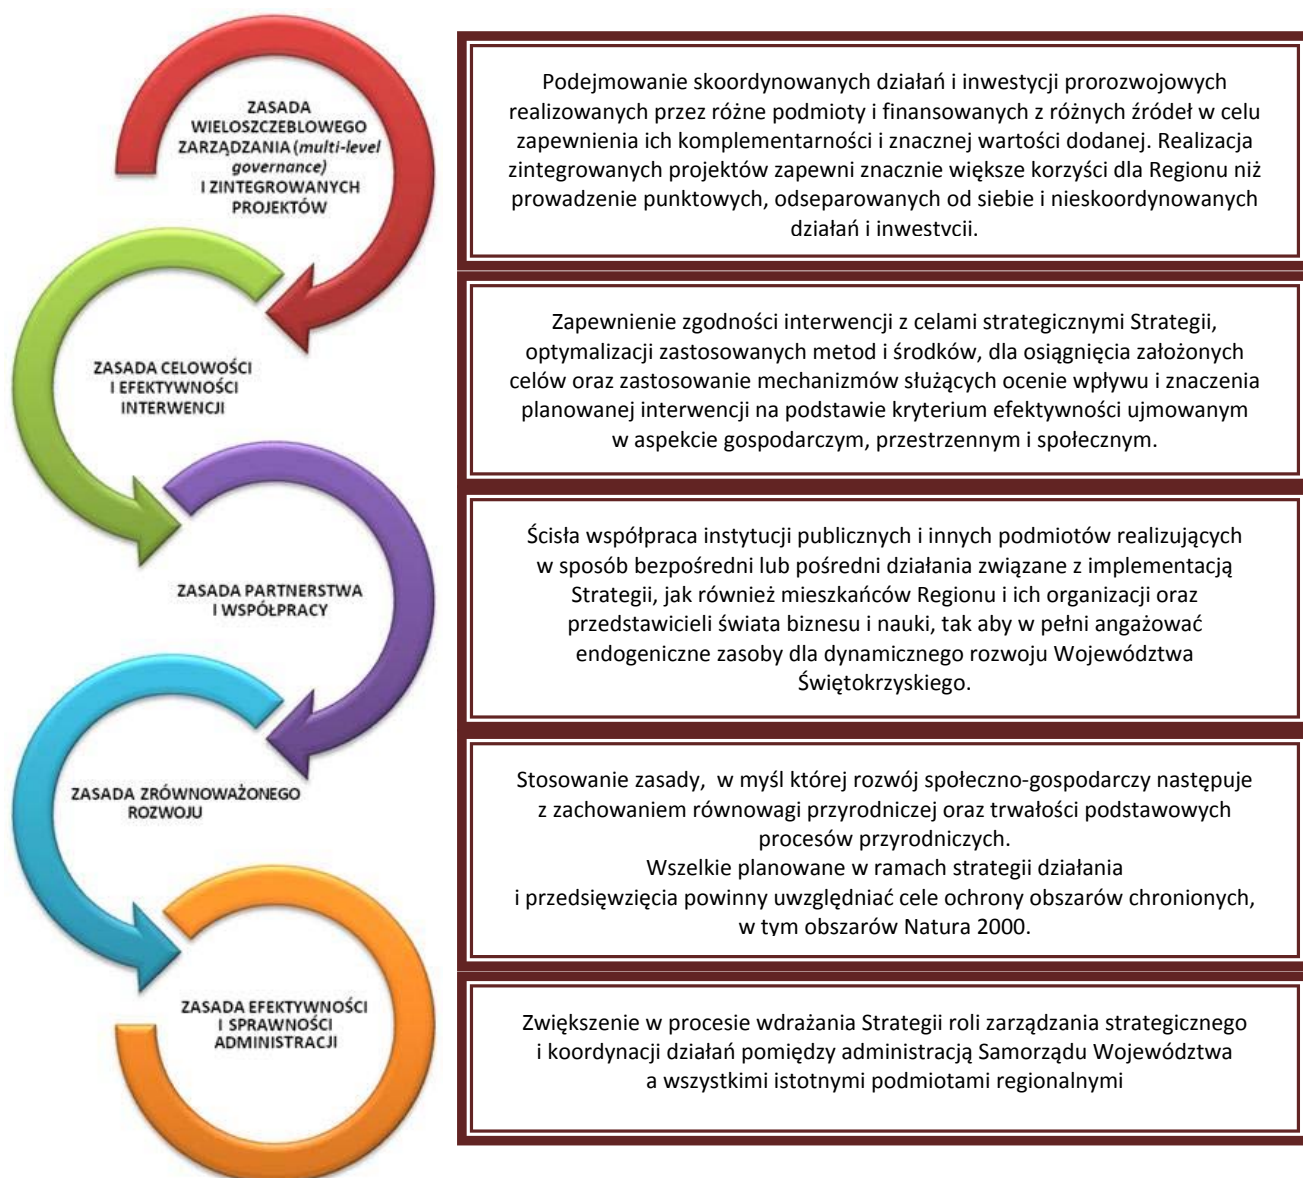 ZASADA
WIELOSZCZEBLOWEGO
ZARZĄDZANIA (multi-level
governance)
I ZINTEGROWANYCH
PROJEKTÓW
Podejmowanie skoordynowanych działań i inwestycji prorozwojowych
realizowanych przez różne podmioty i finansowanych z różnych źródeł w celu
zapewnienia ich komplementarności i znacznej wartości dodanej. Realizacja
zintegrowanych projektów zapewni znacznie większe korzyści dla Regionu niż
prowadzenie punktowych, odseparowanych od siebie i nieskoordynowanych
działań i inwestycji.
ZASADA CELOWOŚCI
I EFEKTYWNOŚCI
INTERWENCJI
Zapewnienie zgodności interwencji z celami strategicznymi Strategii,
optymalizacji zastosowanych metod i środków, dla osiągnięcia założonych
celów oraz zastosowanie mechanizmów służących ocenie wpływu i znaczenia
planowanej interwencji na podstawie kryterium efektywności ujmowanym
w aspekcie gospodarczym, przestrzennym i społecznym.
ZASADA PARTNERSTWA
I WSPÓŁPRACY
Ścisła współpraca instytucji publicznych i innych podmiotów realizujących
w sposób bezpośredni lub pośredni działania związane z implementacją
Strategii, jak również mieszkańców Regionu i ich organizacji oraz
przedstawicieli świata biznesu i nauki, tak aby w pełni angażować
endogeniczne zasoby dla dynamicznego rozwoju Województwa
Świętokrzyskiego.
ZASADA ZRÓWNOWAŻONEGO
ROZWOJU
Stosowanie zasady, w myśl której rozwój społeczno-gospodarczy następuje
z zachowaniem równowagi przyrodniczej oraz trwałości podstawowych
procesów przyrodniczych.
Wszelkie planowane w ramach strategii działania
i przedsięwzięcia powinny uwzględniać cele ochrony obszarów chronionych,
w tym obszarów Natura 2000.
ZASADA EFEKTYWNOŚCI
I SPRAWNOŚCI
ADMINISTRACJI
Zwiększenie w procesie wdrażania Strategii roli zarządzania strategicznego
i koordynacji działań pomiędzy administracją Samorządu Województwa
a wszystkimi istotnymi podmiotami regionalnymi